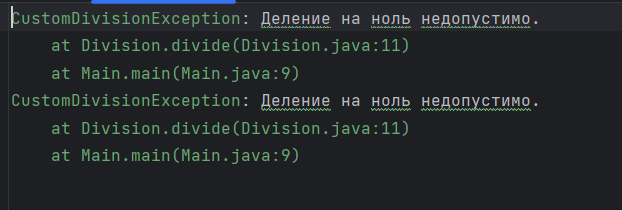 CustomDivisionException: Деление на ноль недопустимо.
    at Division.divide(Division.java:11)
    at Main.main(Main.java:9)
CustomDivisionException: Деление на ноль недопустимо.
    at Division.divide(Division.java:11)
    at Main.main(Main.java:9)